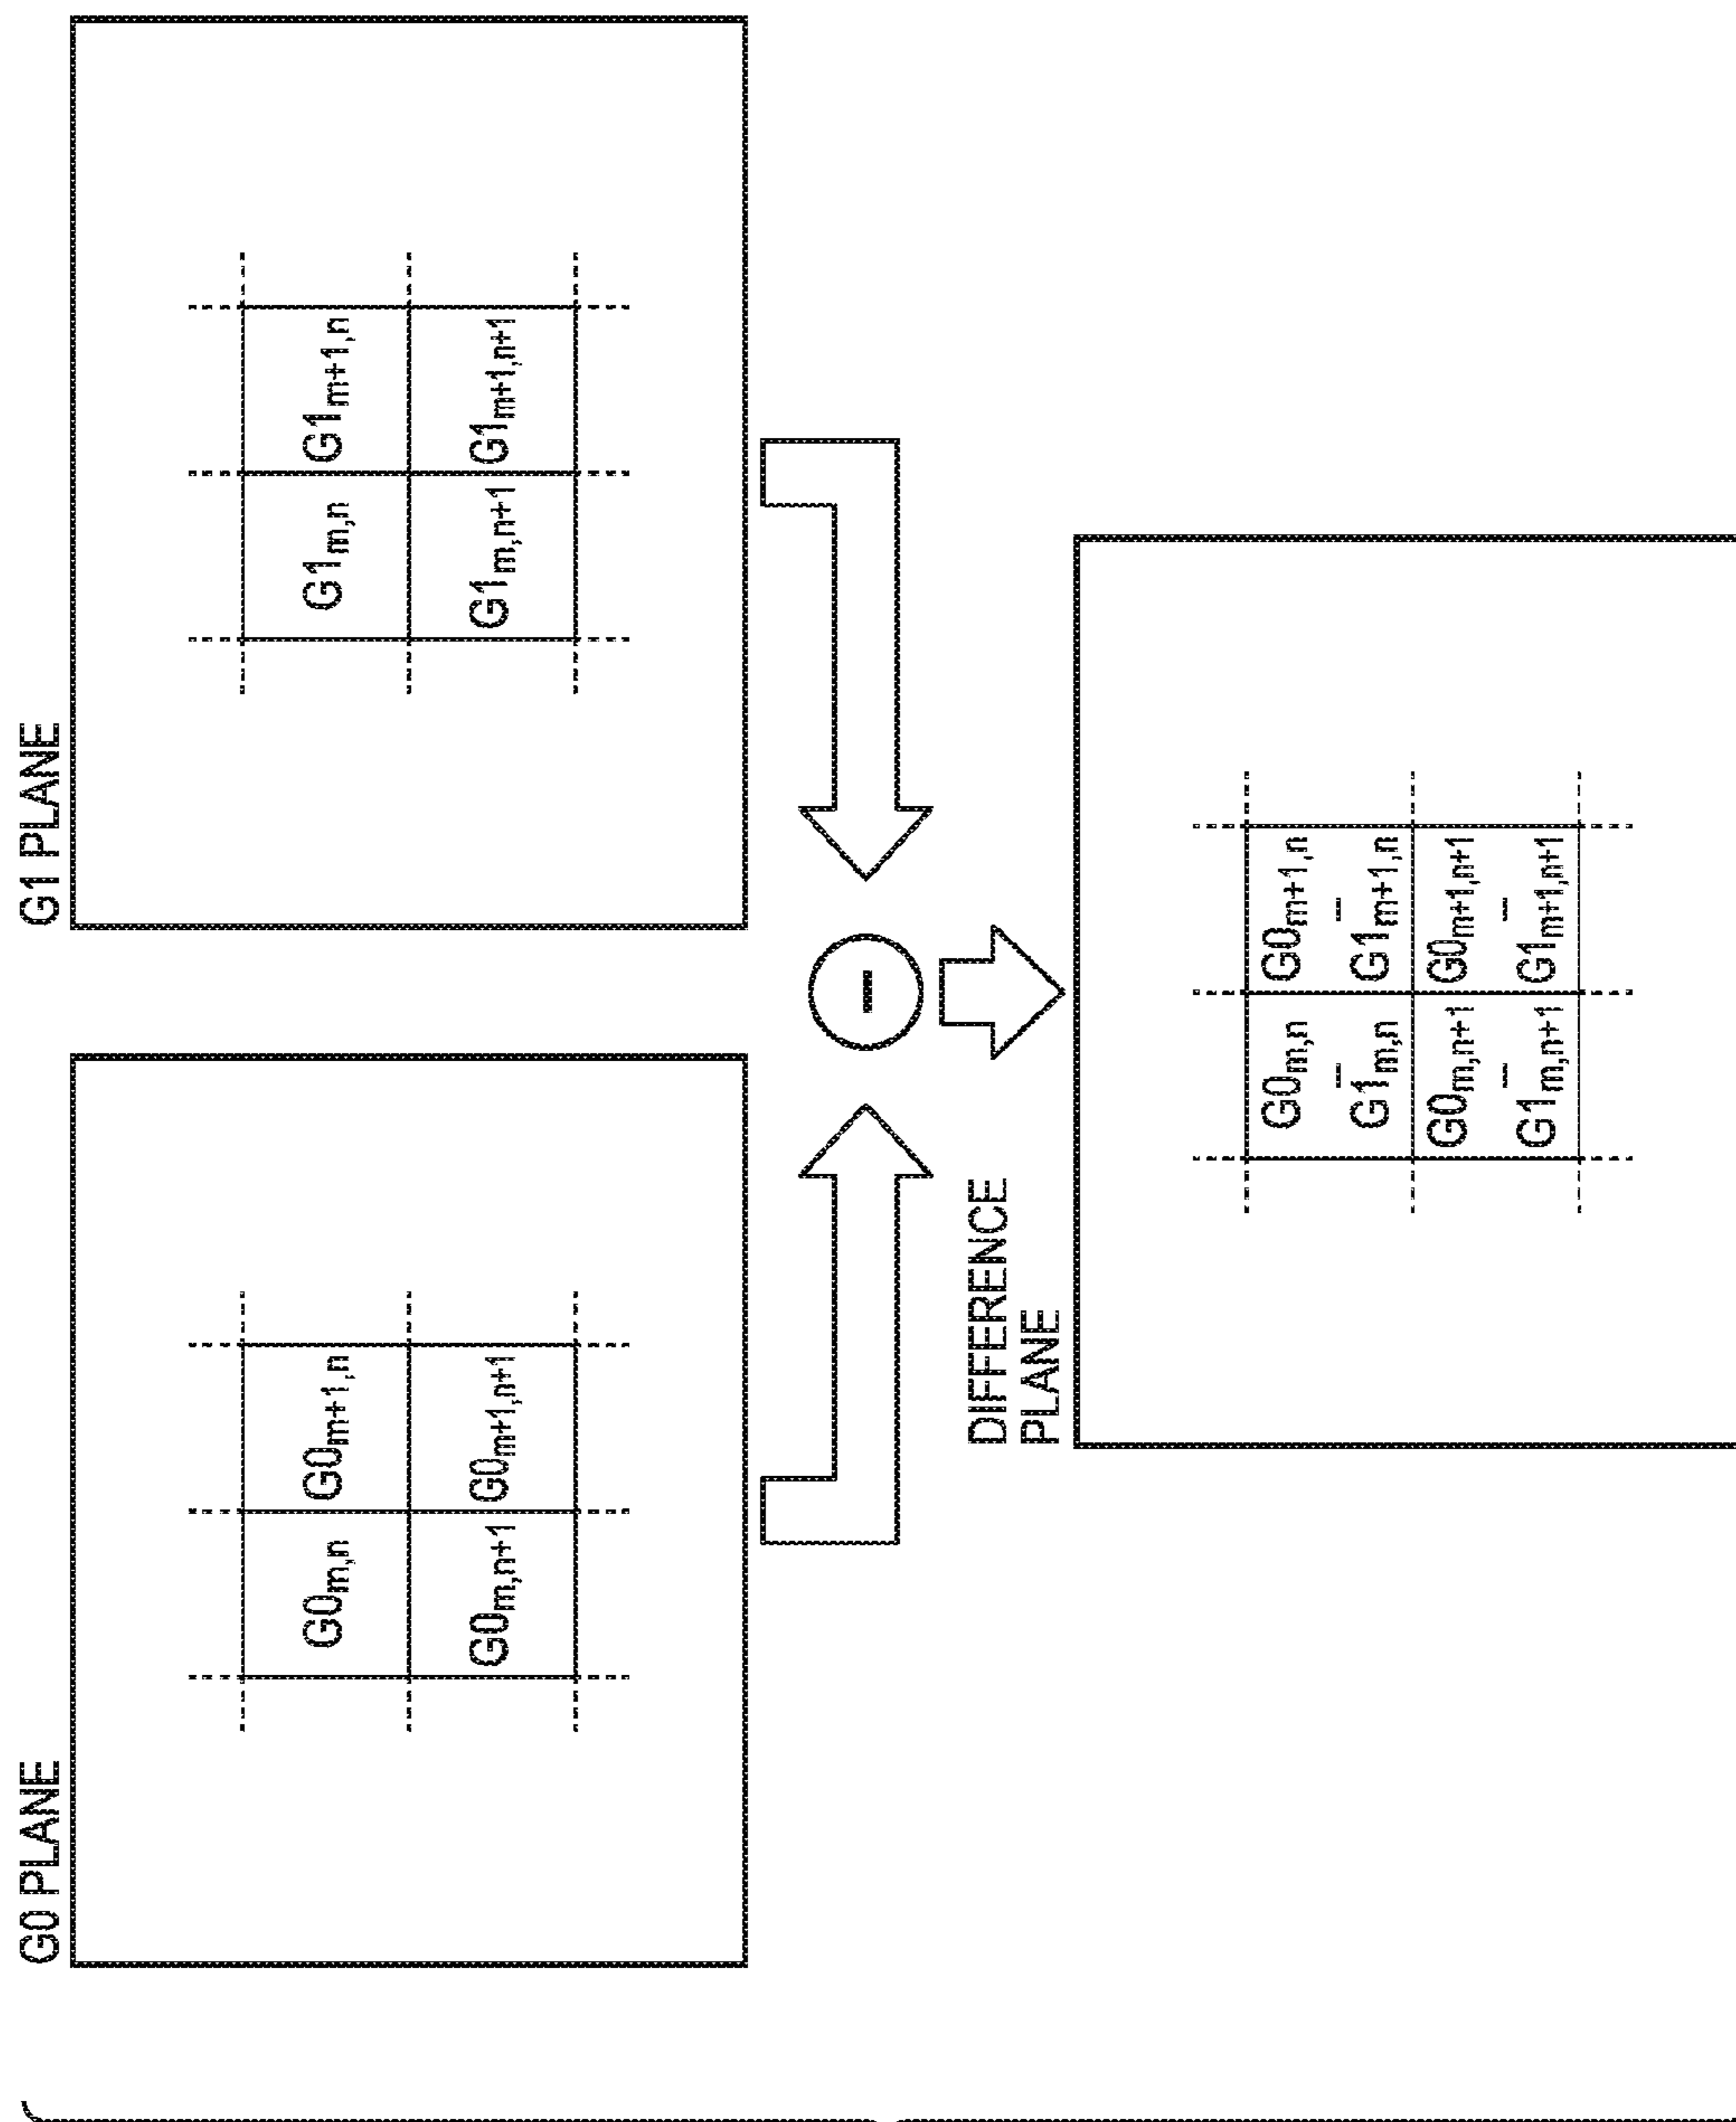 G0 PLANE
G0m,n G0m+1,n
G0m,n+1 G0m+1,n+1
G1 PLANE
G1m,n G1m+1,n
G1m,n+1 G1m+1,n+1
−
DIFFERENCE
PLANE
G0m,n G0m+1,n
− −
G1m,n G1m+1,n
G0m,n+1 G0m+1,n+1
− −
G1m,n+1 G1m+1,n+1